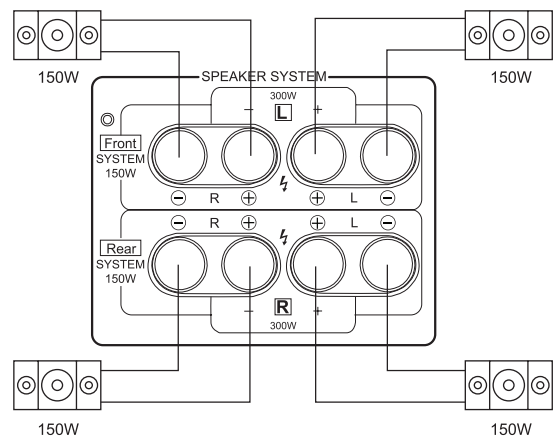 150W
150W
SPEAKER SYSTEM
300W
− L +
Front
SYSTEM
150W
⊖ R ⊕ ⊕ L ⊖
⊖ R ⊕ ⊕ L ⊖
Rear
SYSTEM
150W
− R +
300W
150W
150W